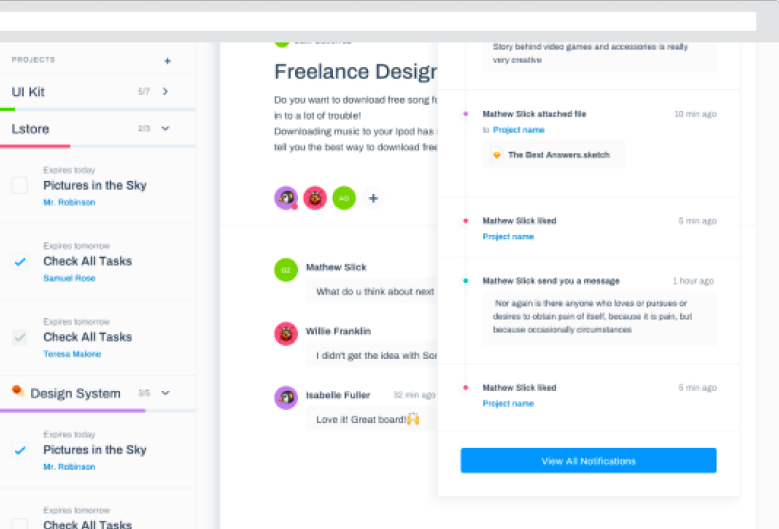 PROJECTS +
UI Kit 5/7
Lstore 2/3
Expires today
Pictures in the Sky
Mr. Robinson
Expires tomorrow
Check All Tasks
Samuel Rose
Expires tomorrow
Check All Tasks
Teresa Malone
Design System 3/5
Expires today
Pictures in the Sky
Mr. Robinson
Expires tomorrow
Check All Tasks
Freelance Design
Do you want to download free song fo
in to a lot of trouble!
Downloading music to your Ipod has
tell you the best way to download free
AO +
OZ
Mathew Slick
What do u think about next
Willie Franklin
I didn't get the idea with Sor
Isabelle Fuller 32 min ago
Love it! Great board!🙌
Story behind video games and accessories is really
very creative
Mathew Slick attached file 10 min ago
to Project name
The Best Answers.sketch
Mathew Slick liked 5 min ago
Project name
Mathew Slick send you a message 1 hour ago
Nor again is there anyone who loves or pursues or
desires to obtain pain of itself, because it is pain, but
because occasionally circumstances
Mathew Slick liked 5 min ago
Project name
View All Notifications